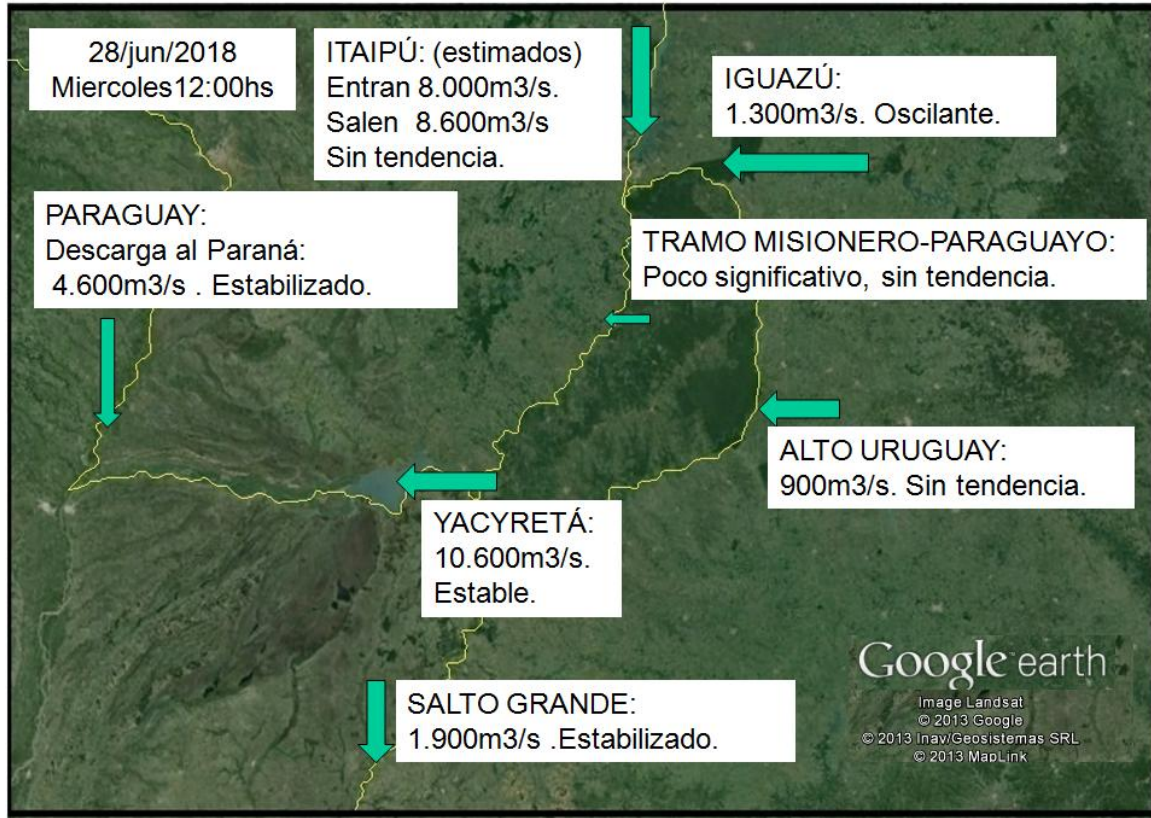 28/jun/2018
Miercoles12:00hs
ITAIPÚ: (estimados)
Entran 8.000m3/s.
Salen 8.600m3/s
Sin tendencia.
IGUAZÚ:
1.300m3/s. Oscilante.
PARAGUAY:
Descarga al Paraná:
4.600m3/s . Estabilizado.
TRAMO MISIONERO-PARAGUAYO:
Poco significativo, sin tendencia.
ALTO URUGUAY:
900m3/s. Sin tendencia.
YACYRETÁ:
10.600m3/s.
Estable.
SALTO GRANDE:
1.900m3/s .Estabilizado.
Google earth
Image Landsat
© 2013 Google
© 2013 Inav/Geosistemas SRL
© 2013 MapLink